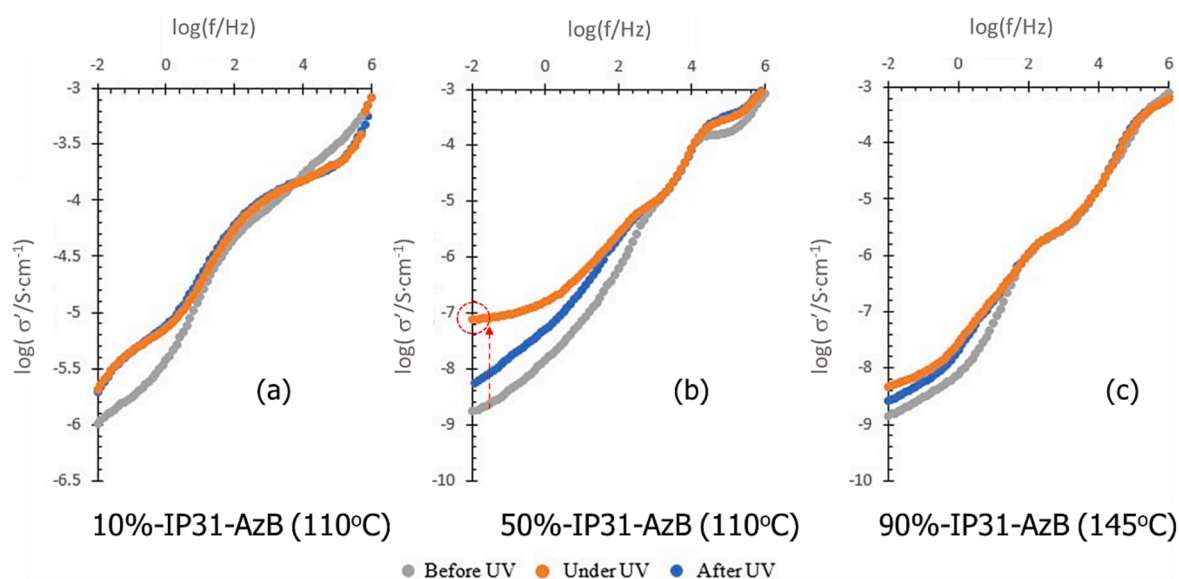 log(f/Hz) log(f/Hz) log(f/Hz)
-2 0 2 4 6 -2 0 2 4 6 -2 0 2 4 6
-3 -3 -3
-3.5
-4 -4 -4
-4.5
-5 -5 -5
-5.5
-6 -6 -6
-6.5
-7 -7
-8 -8
-9 -9
-10 -10
log( σ'/S·cm⁻¹) log( σ'/S·cm⁻¹) log( σ'/S·cm⁻¹)
(a) (b) (c)
10%-IP31-AzB (110°C) 50%-IP31-AzB (110°C) 90%-IP31-AzB (145°C)
Before UV Under UV After UV